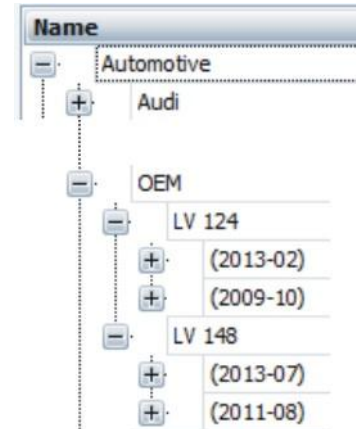 Name
Automotive
Audi
OEM
LV 124
(2013-02)
(2009-10)
LV 148
(2013-07)
(2011-08)